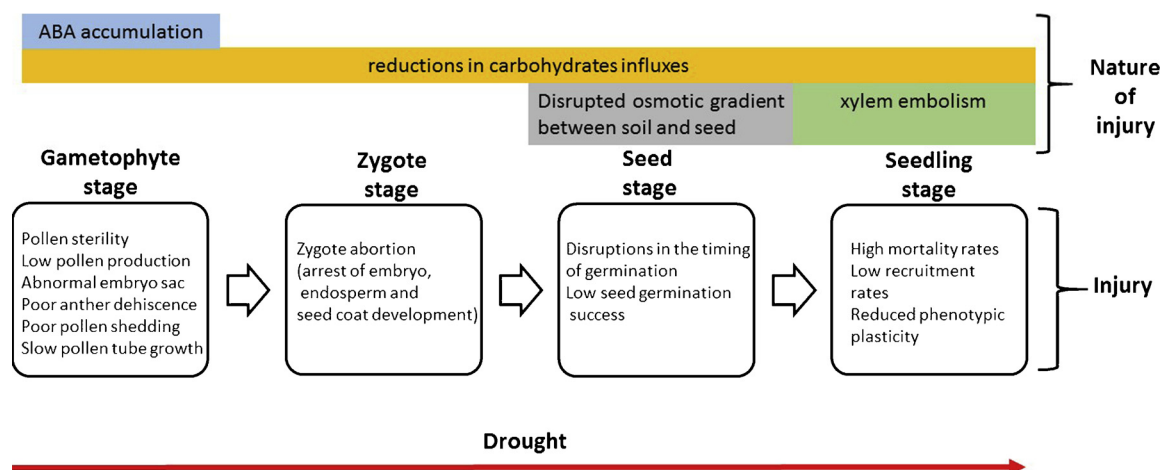 ABA accumulation
reductions in carbohydrates influxes
Disrupted osmotic gradient
between soil and seed
xylem embolism
Nature
of
injury
Gametophyte
stage
Zygote
stage
Seed
stage
Seedling
stage
Pollen sterility
Low pollen production
Abnormal embryo sac
Poor anther dehiscence
Poor pollen shedding
Slow pollen tube growth
Zygote abortion
(arrest of embryo,
endosperm and
seed coat development)
Disruptions in the timing
of germination
Low seed germination
success
High mortality rates
Low recruitment
rates
Reduced phenotypic
plasticity
Injury
Drought